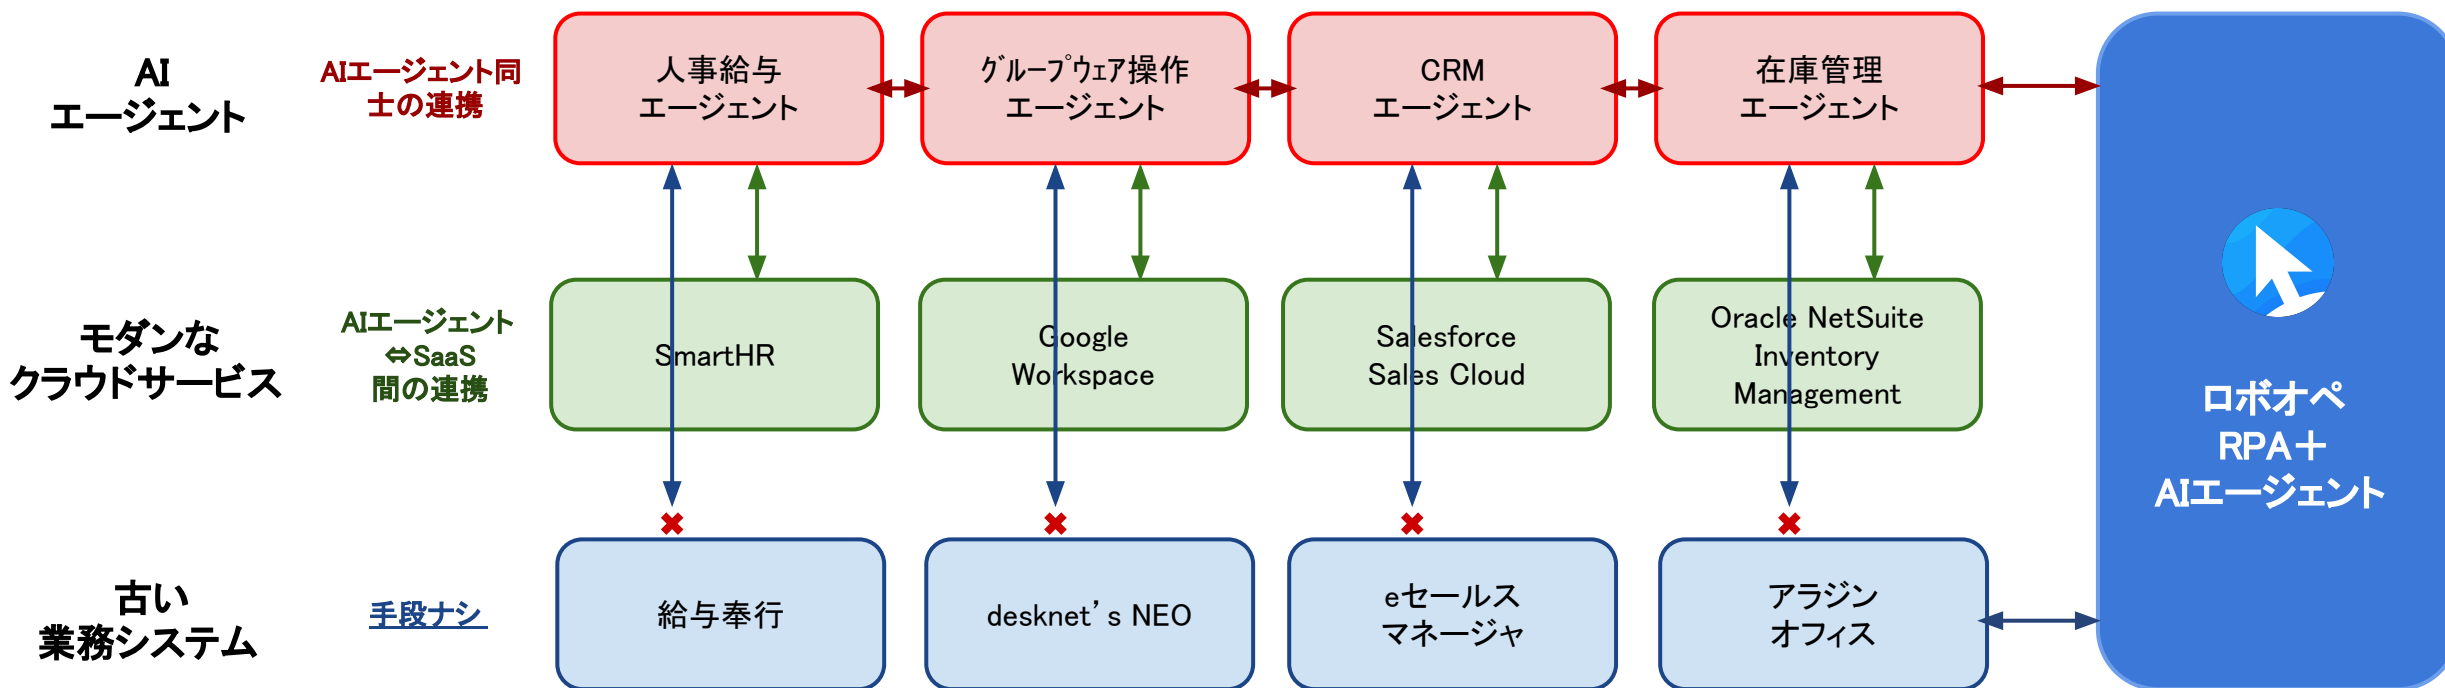 AI
エージェント
AIエージェント同
士の連携
人事給与
エージェント
ｸﾞﾙｰﾌﾟｳｪｱ操作
エージェント
CRM
エージェント
在庫管理
エージェント
モダンな
クラウドサービス
AIエージェント
⇔SaaS
間の連携
SmartHR
Google
Workspace
Salesforce
Sales Cloud
Oracle NetSuite
Inventory
Management
ロボオペ
RPA＋
AIエージェント
古い
業務システム
手段ナシ
給与奉行
desknet’s NEO
eセールス
マネージャ
アラジン
オフィス